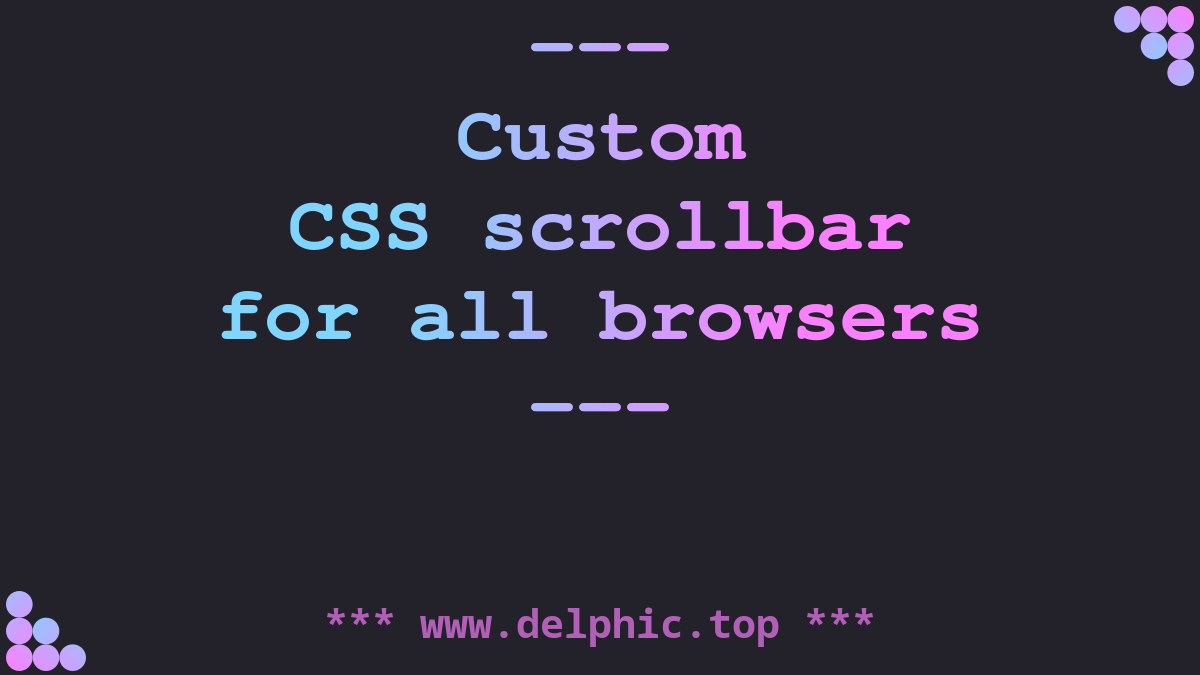 ———
Custom
CSS scrollbar
for all browsers
———
*** www.delphic.top ***